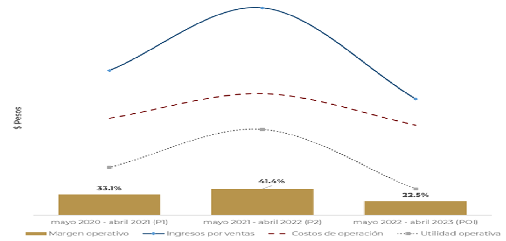 $ Pesos
33.1%
41.4%
22.5%
mayo 2020 - abril 2021 (P1)
mayo 2021 - abril 2022 (P2)
mayo 2022 - abril 2023 (POI)
Margen operativo
Ingresos por ventas
Costos de operación
Utilidad operativa